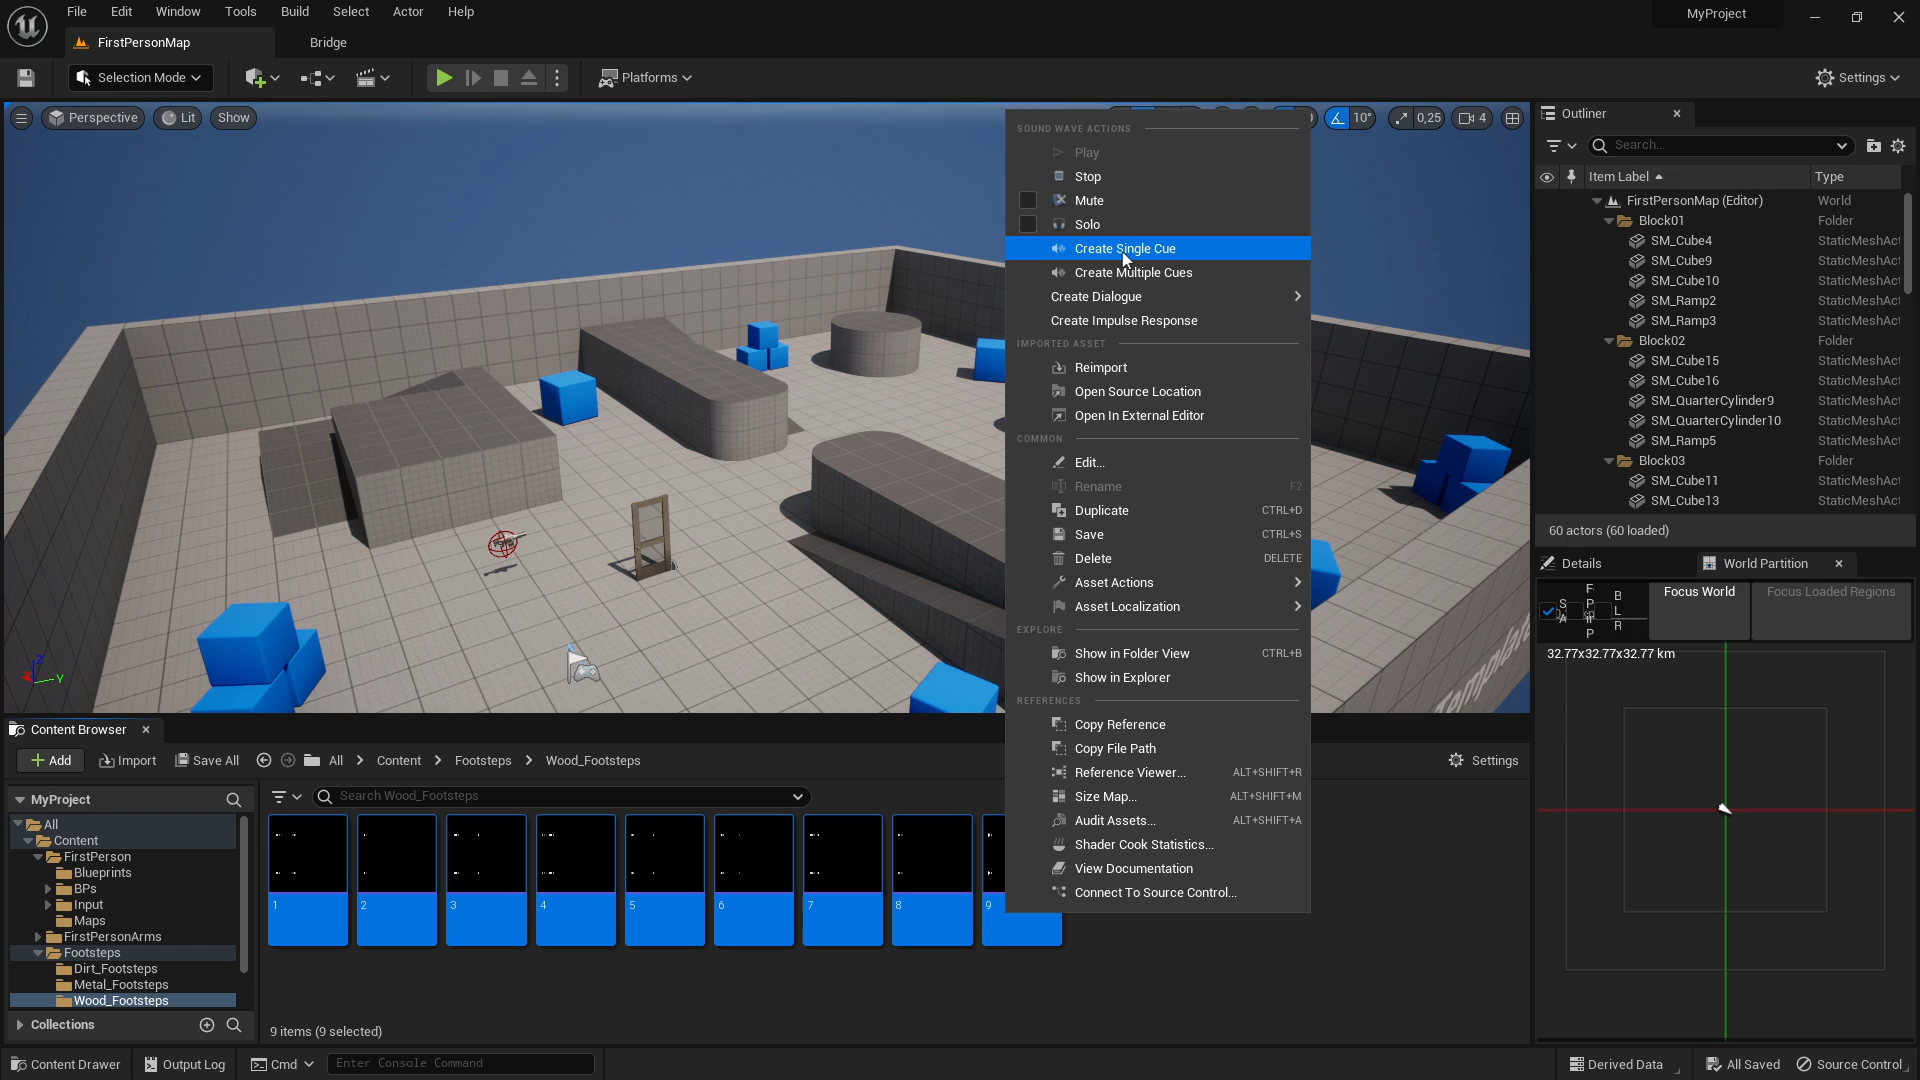 File Edit Window Tools Build Select Actor Help
MyProject
FirstPersonMap
Bridge
Selection Mode
Platforms
Settings
Perspective
Lit
Show
10°
0,25
4
SOUND WAVE ACTIONS
Play
Stop
Mute
Solo
Create Single Cue
Create Multiple Cues
Create Dialogue
Create Impulse Response
IMPORTED ASSET
Reimport
Open Source Location
Open In External Editor
COMMON
Edit...
Rename F2
Duplicate CTRL+D
Save CTRL+S
Delete DELETE
Asset Actions
Asset Localization
EXPLORE
Show in Folder View CTRL+B
Show in Explorer
REFERENCES
Copy Reference
Copy File Path
Reference Viewer... ALT+SHIFT+R
Size Map... ALT+SHIFT+M
Audit Assets... ALT+SHIFT+A
Shader Cook Statistics...
View Documentation
Connect To Source Control...
Outliner
Search...
Item Label Type
FirstPersonMap (Editor) World
Block01 Folder
SM_Cube4 StaticMeshAct
SM_Cube9 StaticMeshAct
SM_Cube10 StaticMeshAct
SM_Ramp2 StaticMeshAct
SM_Ramp3 StaticMeshAct
Block02 Folder
SM_Cube15 StaticMeshAct
SM_Cube16 StaticMeshAct
SM_QuarterCylinder9 StaticMeshAct
SM_QuarterCylinder10 StaticMeshAct
SM_Ramp5 StaticMeshAct
Block03 Folder
SM_Cube11 StaticMeshAct
SM_Cube13 StaticMeshAct
60 actors (60 loaded)
Details
World Partition
Focus World
Focus Loaded Regions
32.77x32.77x32.77 km
Z
Y
Content Browser
Add
Import
Save All
All
Content
Footsteps
Wood_Footsteps
Settings
MyProject
Search Wood_Footsteps
All
Content
FirstPerson
Blueprints
BPs
Input
Maps
FirstPersonArms
Footsteps
Dirt_Footsteps
Metal_Footsteps
Wood_Footsteps
Collections
1 2 3 4 5 6 7 8 9
9 items (9 selected)
Content Drawer
Output Log
Cmd
Enter Console Command
Derived Data
All Saved
Source Control